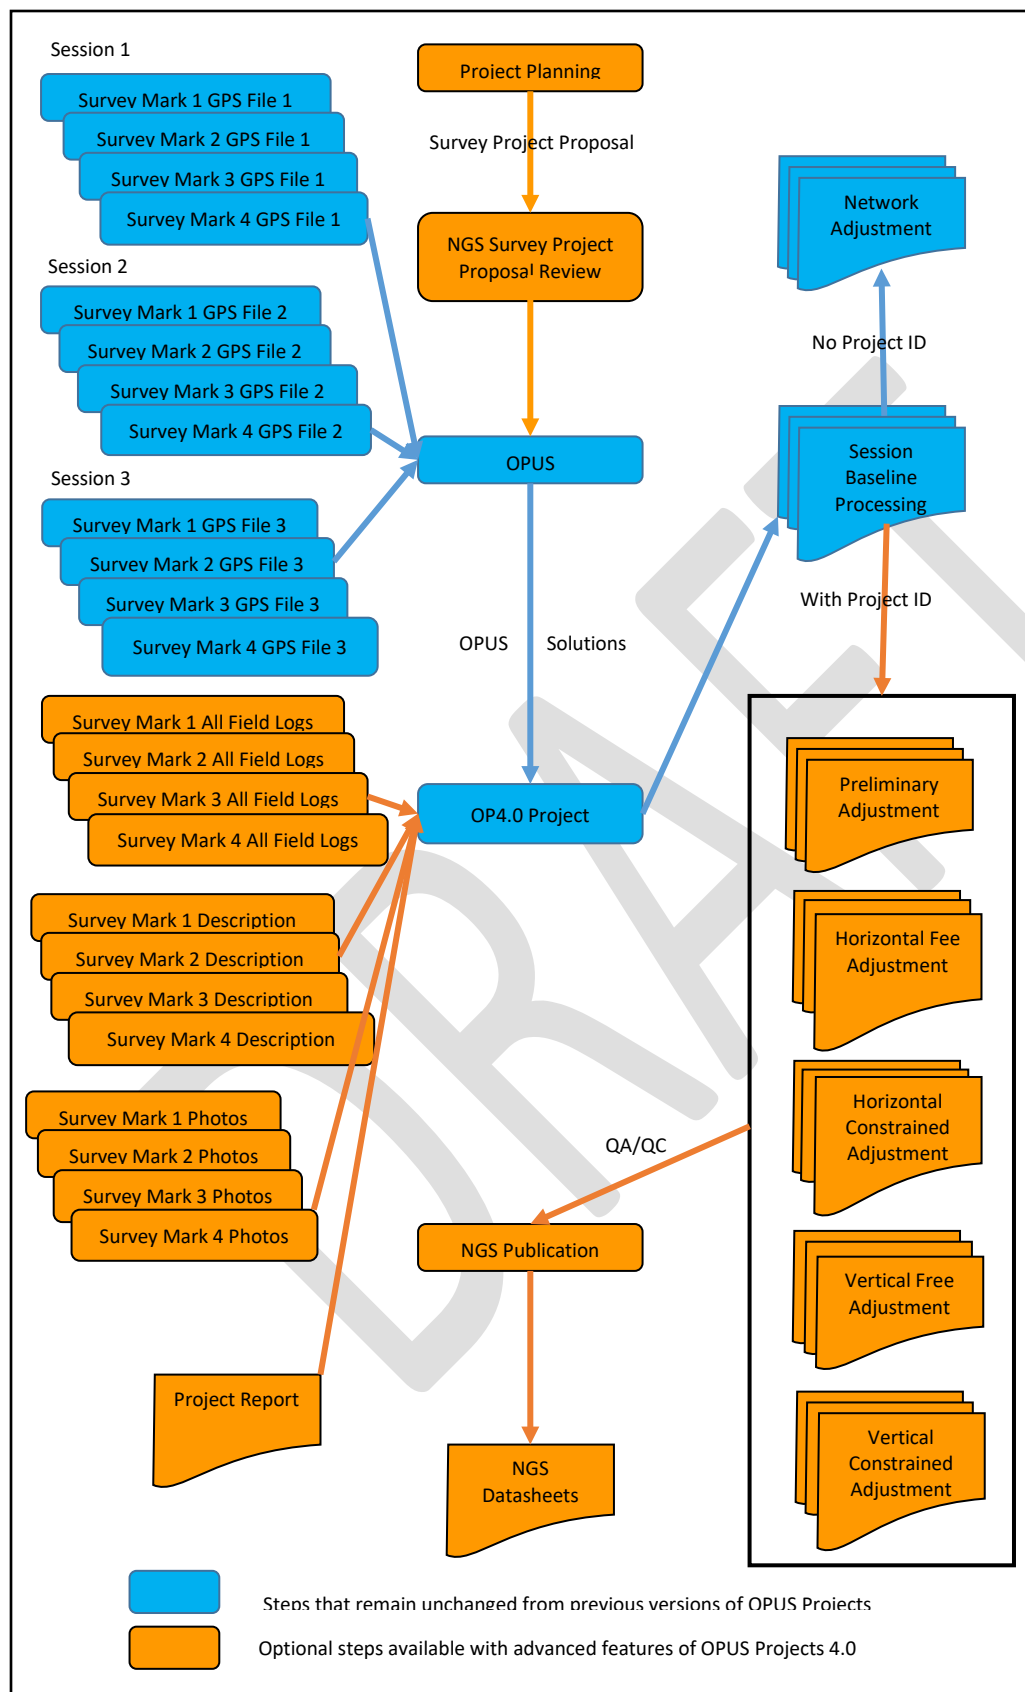 Session 1
Survey Mark 1 GPS File 1
Survey Mark 2 GPS File 1
Survey Mark 3 GPS File 1
Survey Mark 4 GPS File 1
Session 2
Survey Mark 1 GPS File 2
Survey Mark 2 GPS File 2
Survey Mark 3 GPS File 2
Survey Mark 4 GPS File 2
Session 3
Survey Mark 1 GPS File 3
Survey Mark 2 GPS File 3
Survey Mark 3 GPS File 3
Survey Mark 4 GPS File 3
Survey Mark 1 All Field Logs
Survey Mark 2 All Field Logs
Survey Mark 3 All Field Logs
Survey Mark 4 All Field Logs
Survey Mark 1 Description
Survey Mark 2 Description
Survey Mark 3 Description
Survey Mark 4 Description
Survey Mark 1 Photos
Survey Mark 2 Photos
Survey Mark 3 Photos
Survey Mark 4 Photos
Project Report
Project Planning
Survey Project Proposal
NGS Survey Project
Proposal Review
OPUS
OPUS Solutions
OP4.0 Project
QA/QC
NGS Publication
NGS
Datasheets
Network
Adjustment
No Project ID
Session
Baseline
Processing
With Project ID
Preliminary
Adjustment
Horizontal Fee
Adjustment
Horizontal
Constrained
Adjustment
Vertical Free
Adjustment
Vertical
Constrained
Adjustment
DRAFT
Steps that remain unchanged from previous versions of OPUS Projects
Optional steps available with advanced features of OPUS Projects 4.0